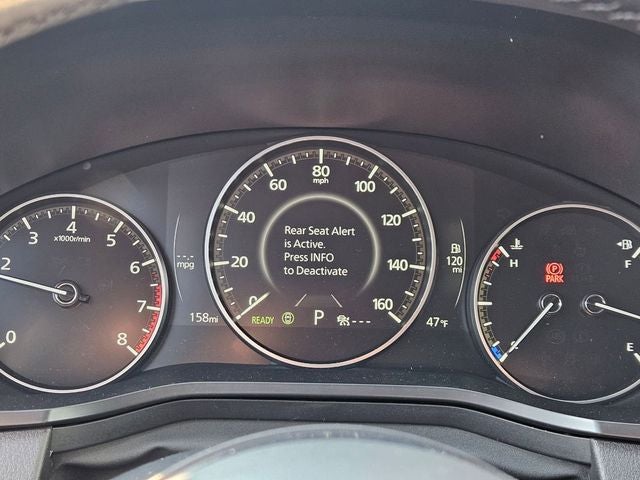 0
2
3
4
5
6
7
8
x1000r/min
mpg
158mi
0
20
40
60
80
100
120
140
160
mph
Rear Seat Alert
is Active.
Press INFO
to Deactivate
READY
P
120
mi
47°F
H
C
PARK
F
E